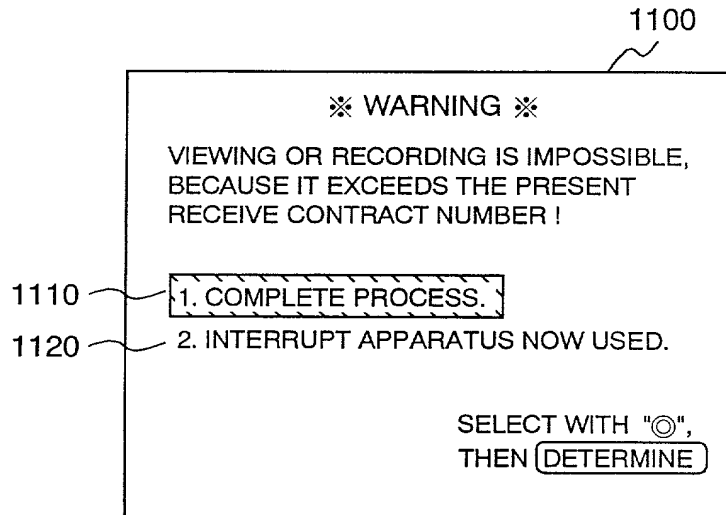 1100
※ WARNING ※
VIEWING OR RECORDING IS IMPOSSIBLE,
BECAUSE IT EXCEEDS THE PRESENT
RECEIVE CONTRACT NUMBER !
1110
1. COMPLETE PROCESS.
1120
2. INTERRUPT APPARATUS NOW USED.
SELECT WITH "◎",
THEN DETERMINE